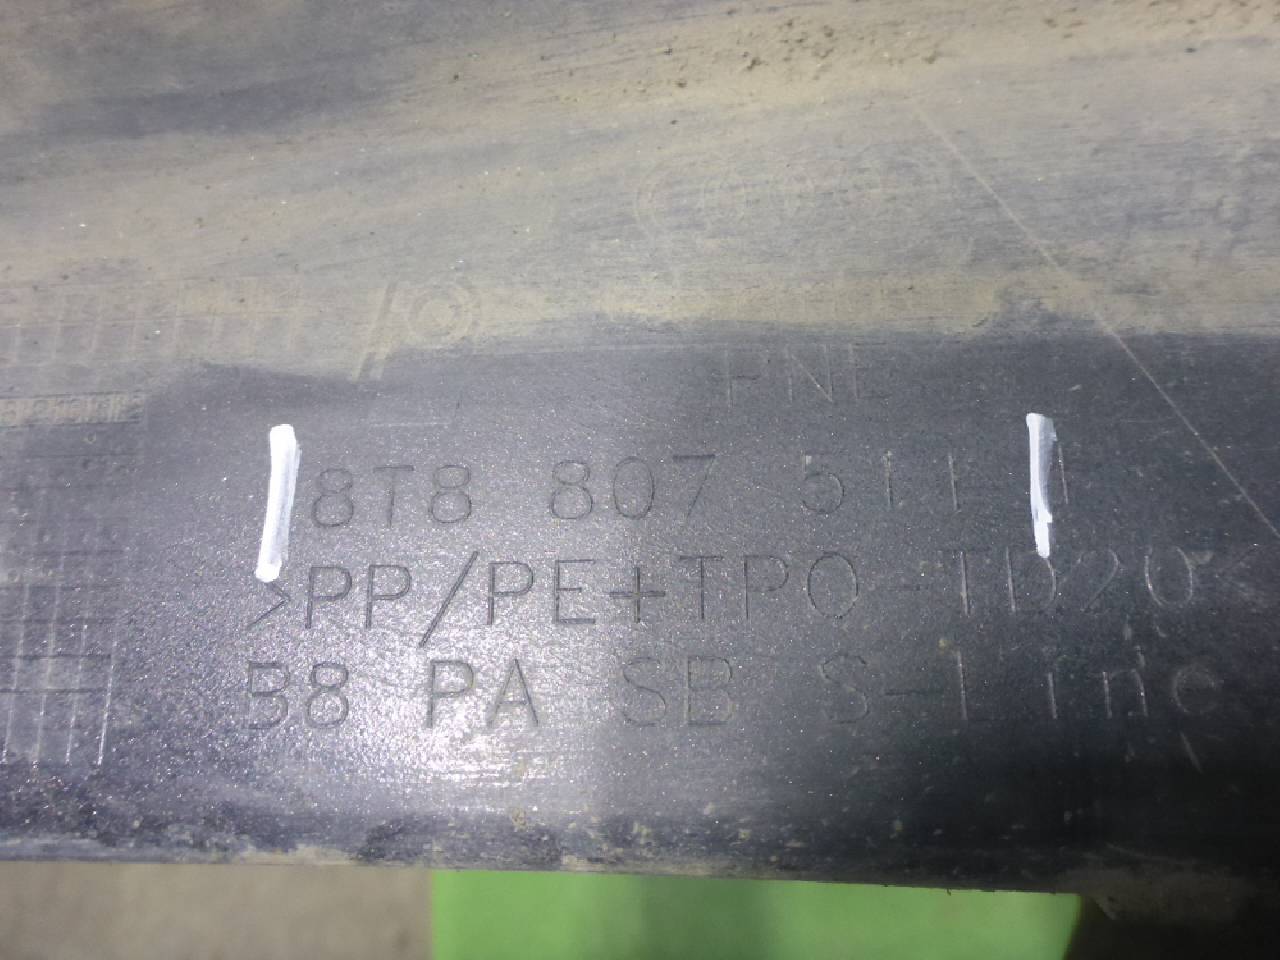 8T8 807 511
>PP/PE+TPO-TD20<
B8 PA SB S-Line